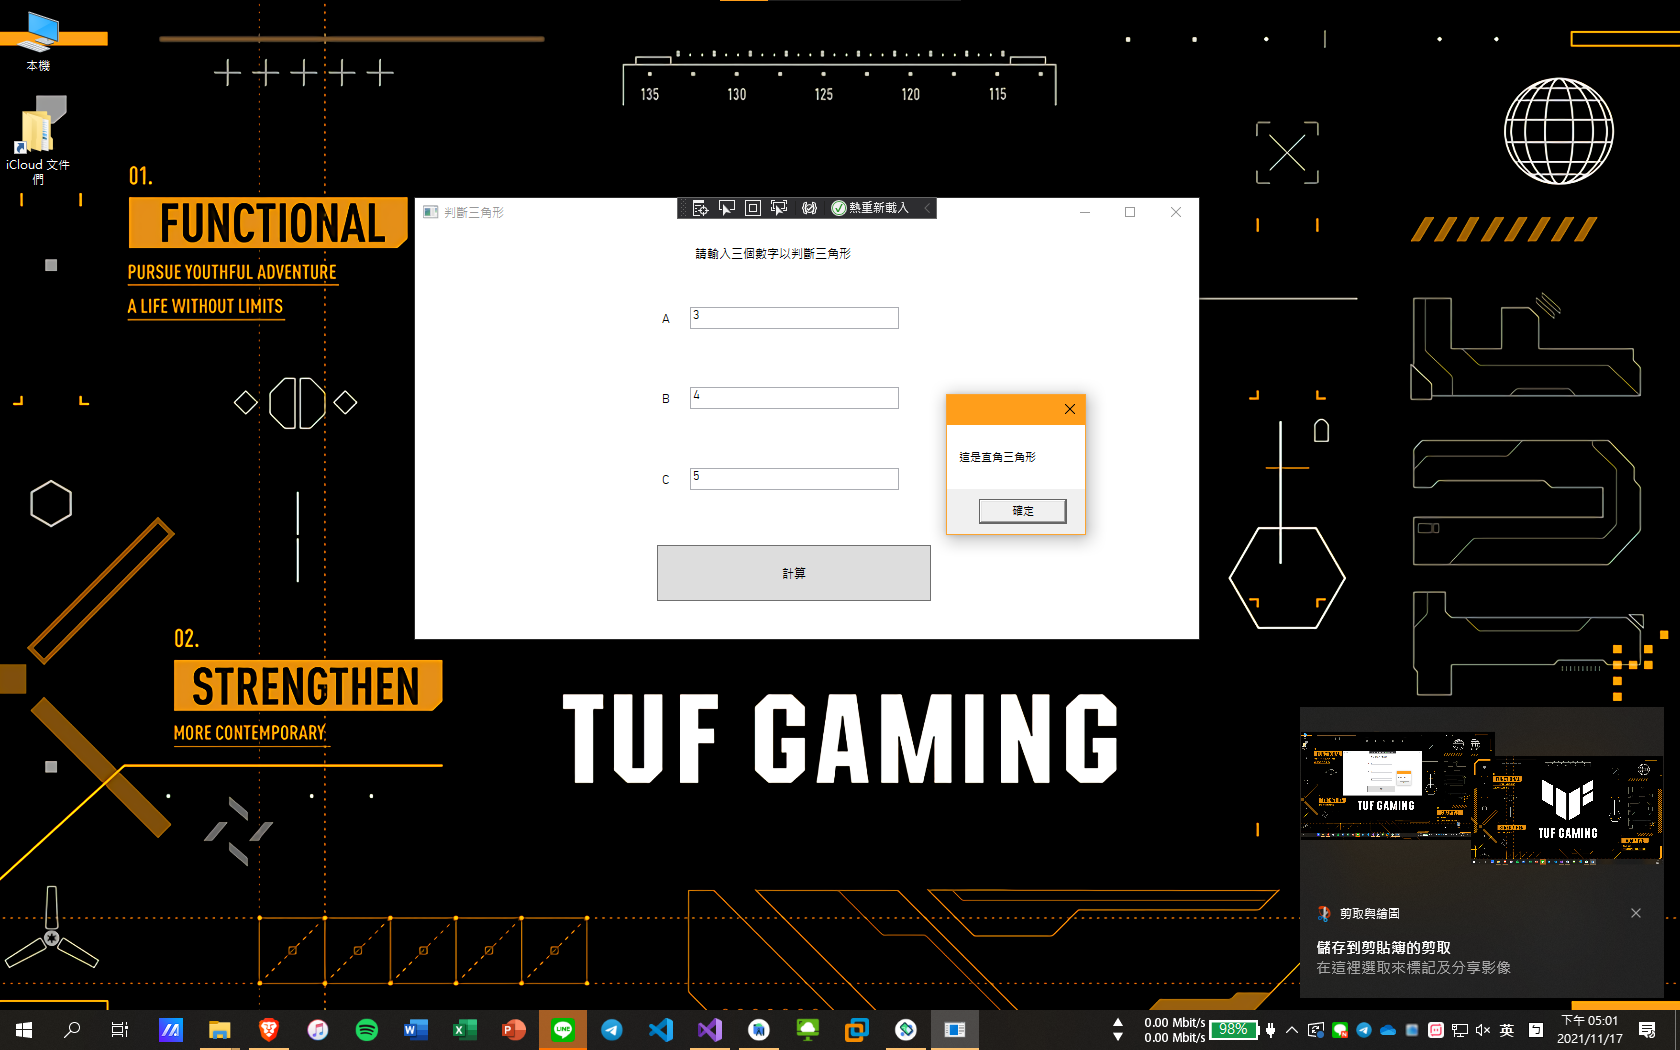 本機
iCloud 文件
們
135 130 125 120 115
01.
FUNCTIONAL
PURSUE YOUTHFUL ADVENTURE
A LIFE WITHOUT LIMITS
判斷三角形
熱重新載入
請輸入三個數字以判斷三角形
A 3
B 4
C 5
計算
這是直角三角形
確定
02.
STRENGTHEN
MORE CONTEMPORARY
TUF GAMING
TUF GAMING
TUF GAMING
剪取與繪圖
儲存到剪貼簿的剪取
在這裡選取來標記及分享影像
LINE
0.00 Mbit/s
0.00 Mbit/s
98%
英
下午 05:01
2021/11/17